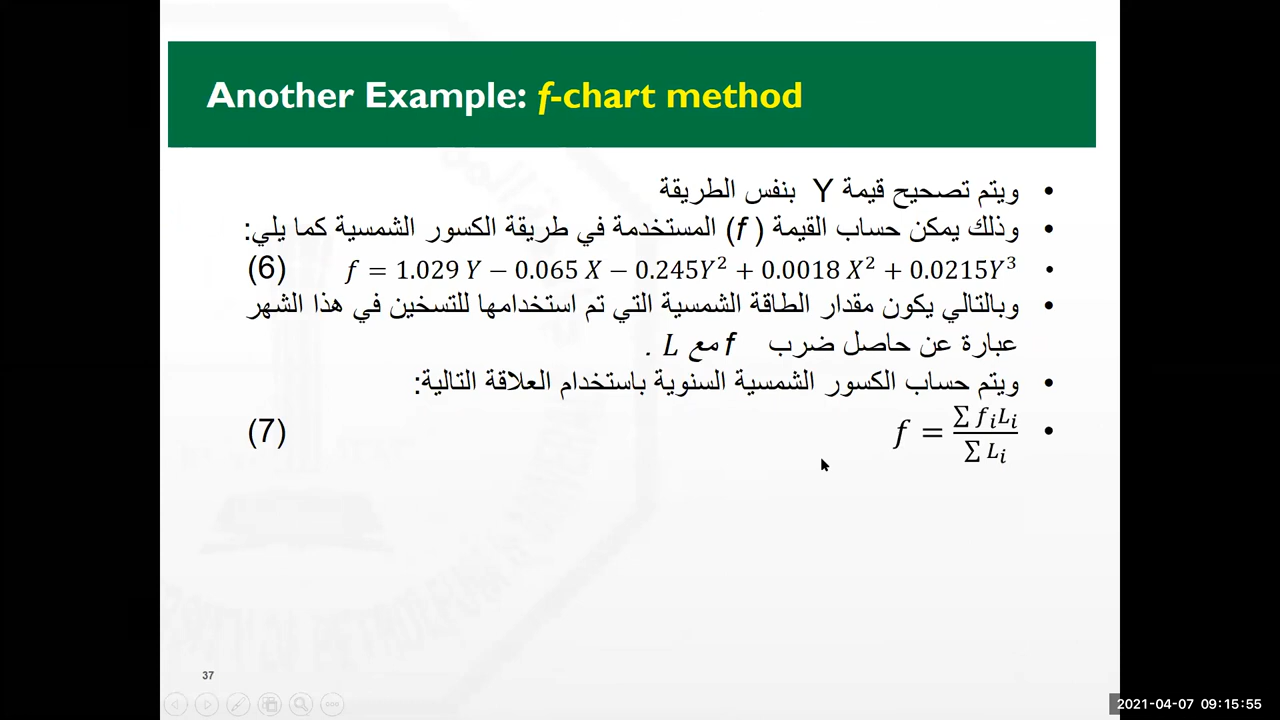 Another Example: f-chart method
• ويتم تصحيح قيمة Y بنفس الطريقة
• وذلك يمكن حساب القيمة ( f) المستخدمة في طريقة الكسور الشمسية كما يلي:
• f = 1.029 Y − 0.065 X − 0.245Y² + 0.0018 X² + 0.0215Y³ (6)
• وبالتالي يكون مقدار الطاقة الشمسية التي تم استخدامها للتسخين في هذا الشهر
عبارة عن حاصل ضرب f مع L .
• ويتم حساب الكسور الشمسية السنوية باستخدام العلاقة التالية:
• f = ∑ fᵢLᵢ / ∑ Lᵢ (7)
37
2021-04-07 09:15:55